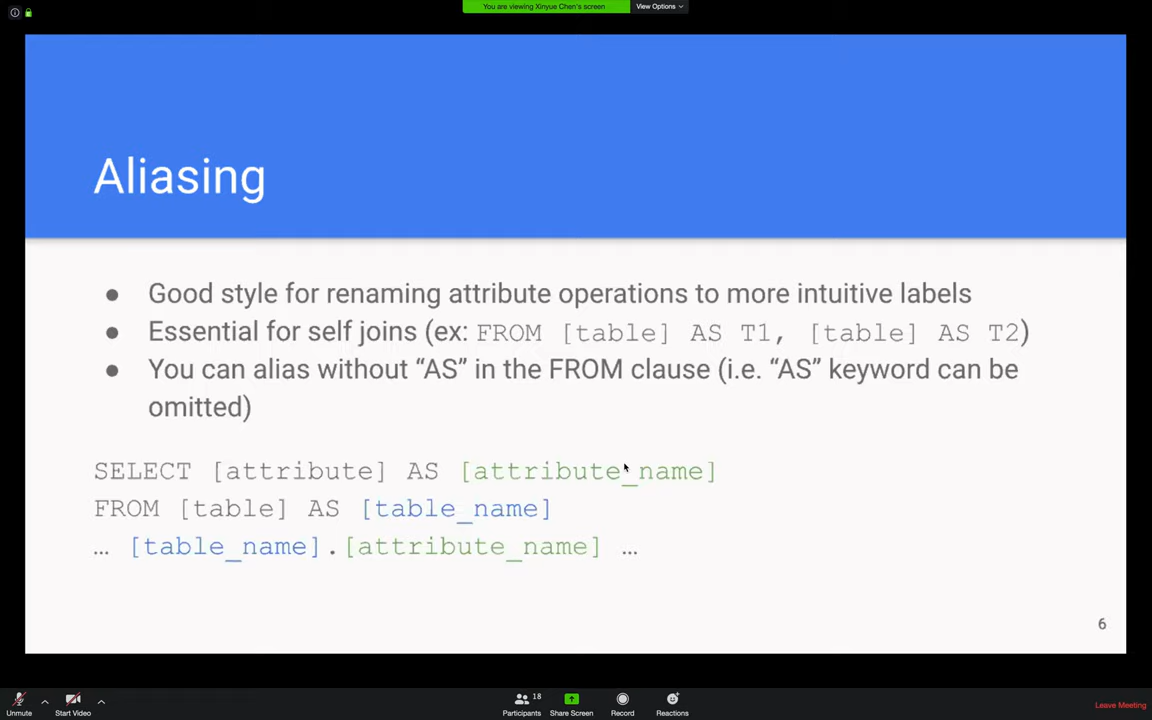 You are viewing Xinyue Chen's screen
View Options
Aliasing
● Good style for renaming attribute operations to more intuitive labels
● Essential for self joins (ex: FROM [table] AS T1, [table] AS T2)
● You can alias without “AS” in the FROM clause (i.e. “AS” keyword can be
omitted)
SELECT [attribute] AS [attribute_name]
FROM [table] AS [table_name]
… [table_name].[attribute_name] …
6
Unmute
Start Video
Participants
18
Share Screen
Record
Reactions
Leave Meeting